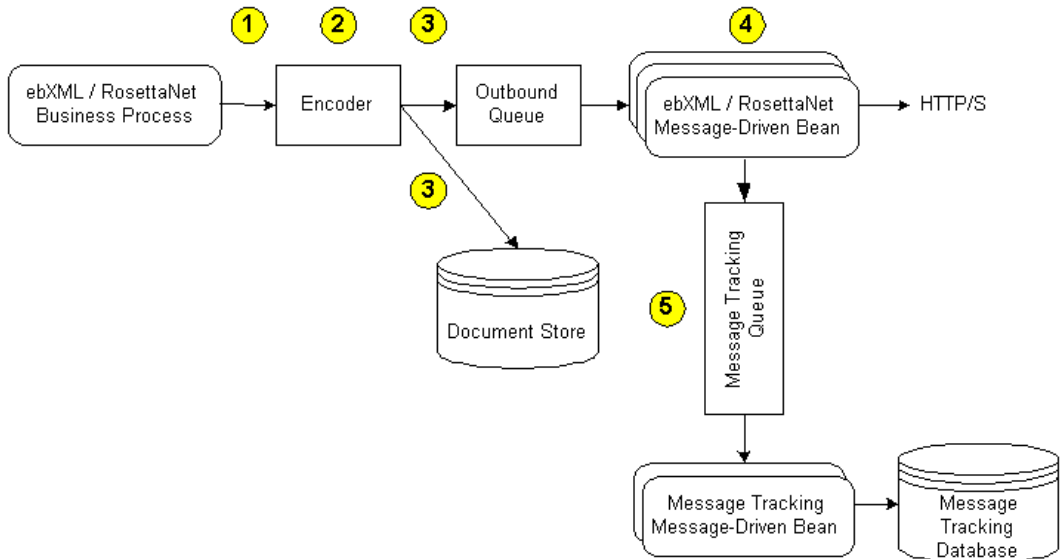 1
2
3
4
ebXML / RosettaNet
Business Process
Encoder
Outbound
Queue
ebXML / RosettaNet
Message-Driven Bean
HTTP/S
3
Document Store
5
Message Tracking
Queue
Message Tracking
Message-Driven Bean
Message
Tracking
Database